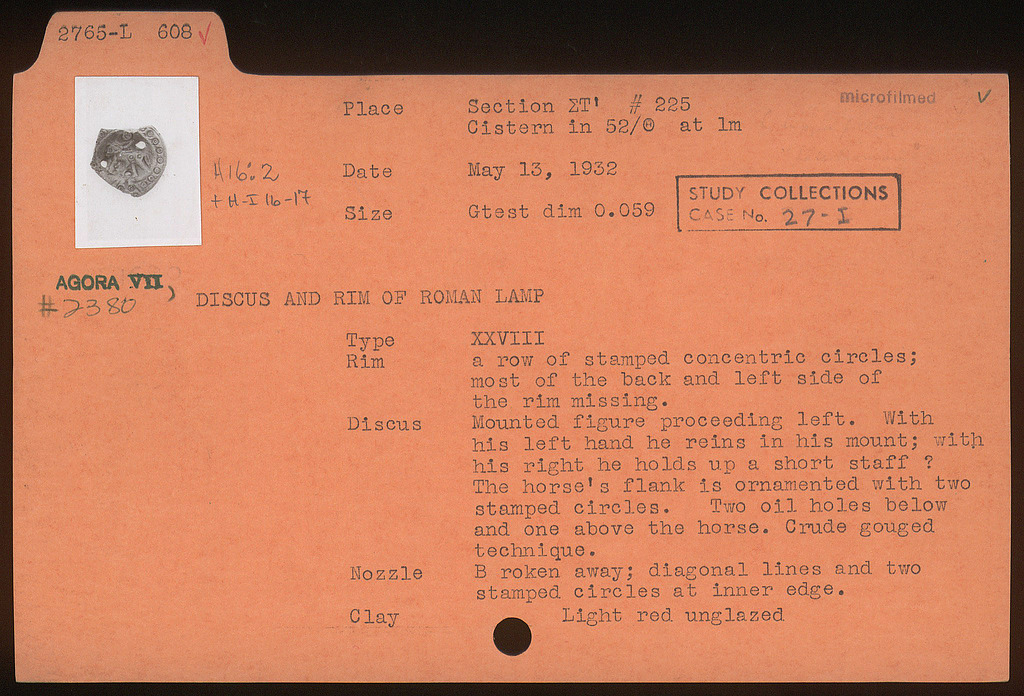 2765-L 608 ✓
microfilmed ✓
Place Section ΣΤ' # 225
Cistern in 52/Θ at 1m
H16:2
+ H-I 16-17
Date May 13, 1932
Size Gtest dim 0.059
STUDY COLLECTIONS
CASE No. 27-I
AGORA VII,
#2380
DISCUS AND RIM OF ROMAN LAMP
Type XXVIII
Rim a row of stamped concentric circles;
most of the back and left side of
the rim missing.
Discus Mounted figure proceeding left. With
his left hand he reins in his mount; with
his right he holds up a short staff ?
The horse's flank is ornamented with two
stamped circles. Two oil holes below
and one above the horse. Crude gouged
technique.
Nozzle B roken away; diagonal lines and two
stamped circles at inner edge.
Clay Light red unglazed